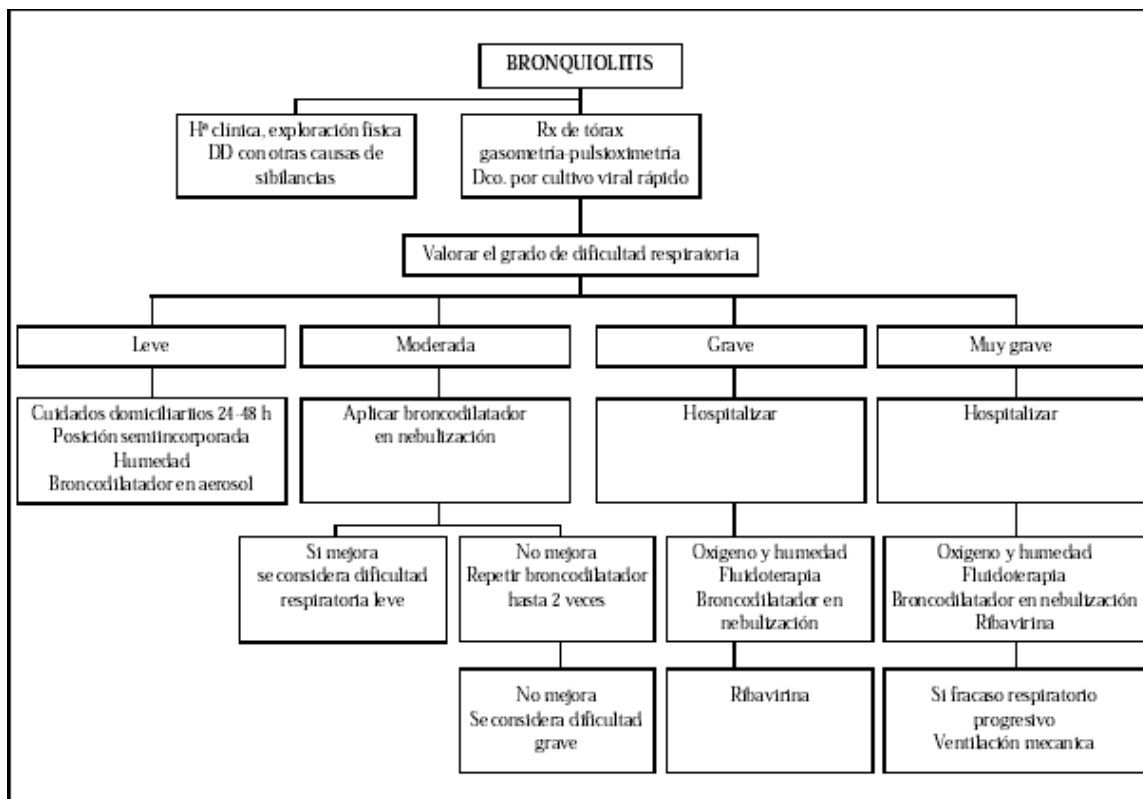 BRONQUIOLITIS
Hª clínica, exploración física
DD con otras causas de
sibilancias
Rx de tórax
gasometría-pulsioximetría
Dco. por cultivo viral rápido
Valorar el grado de dificultad respiratoria
Leve
Moderada
Grave
Muy grave
Cuidados domiciliarios 24-48 h
Posición semiincorporada
Humedad
Broncodilatador en aerosol
Aplicar broncodilatador
en nebulización
Hospitalizar
Hospitalizar
Si mejora
se considera dificultad
respiratoria leve
No mejora
Repetir broncodilatador
hasta 2 veces
Oxígeno y humedad
Fluidoterapia
Broncodilatador en
nebulización
Oxígeno y humedad
Fluidoterapia
Broncodilatador en nebulización
Ribavirina
No mejora
Se considera dificultad
grave
Ribavirina
Si fracaso respiratorio
progresivo
Ventilación mecanica